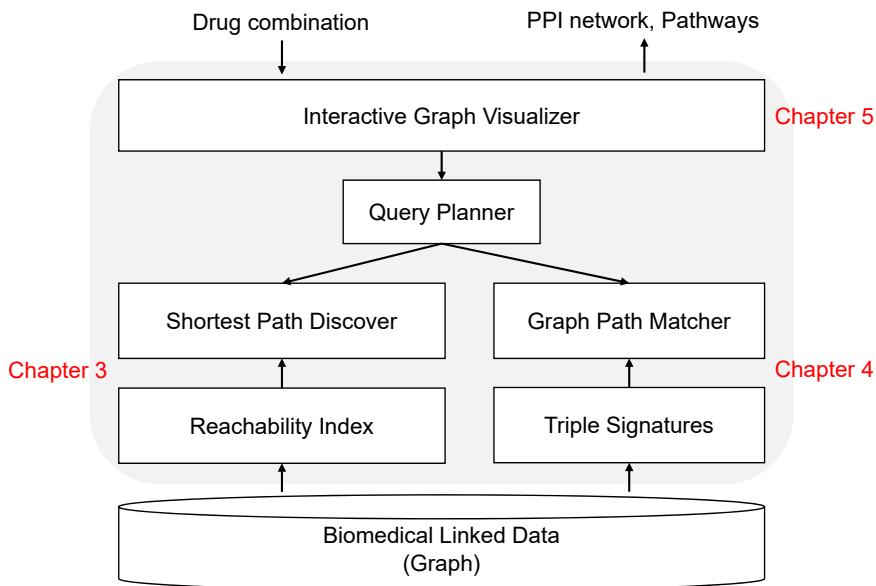 Drug combination
PPI network, Pathways
Interactive Graph Visualizer
Chapter 5
Query Planner
Shortest Path Discover
Graph Path Matcher
Chapter 3
Chapter 4
Reachability Index
Triple Signatures
Biomedical Linked Data
(Graph)